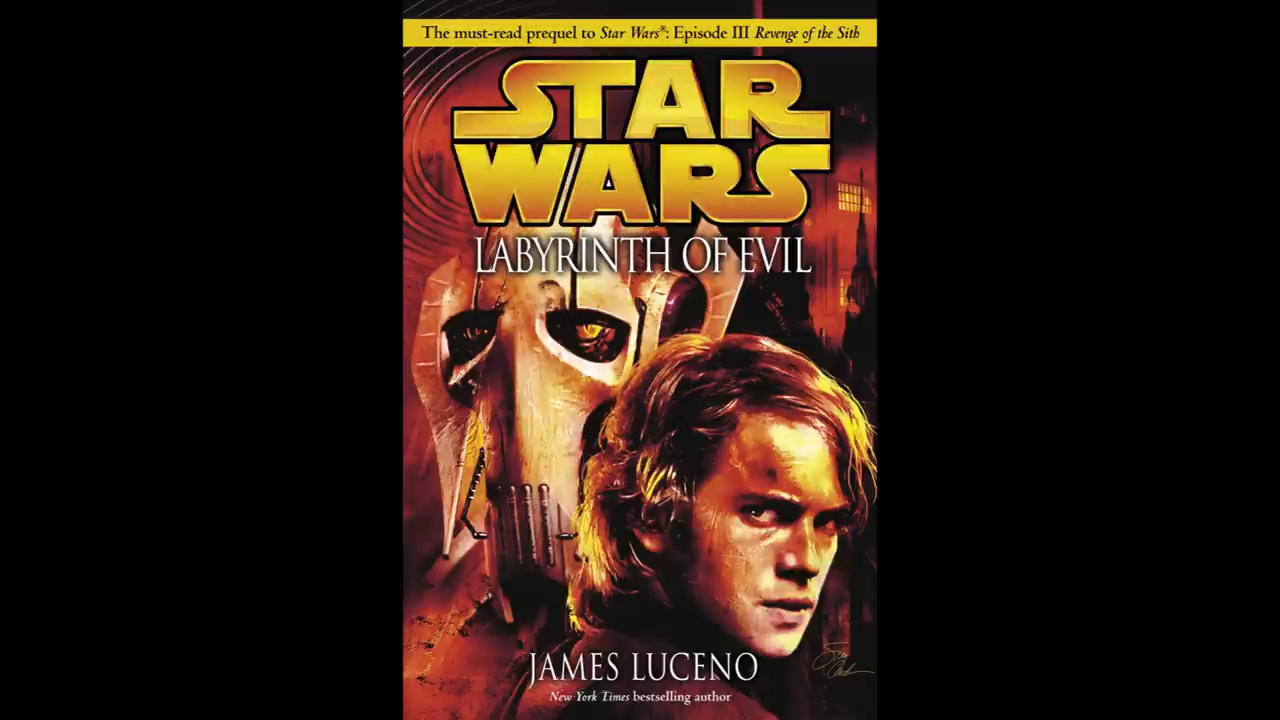 The must-read prequel to Star Wars®: Episode III Revenge of the Sith
STAR
WARS
LABYRINTH OF EVIL
JAMES LUCENO
New York Times bestselling author